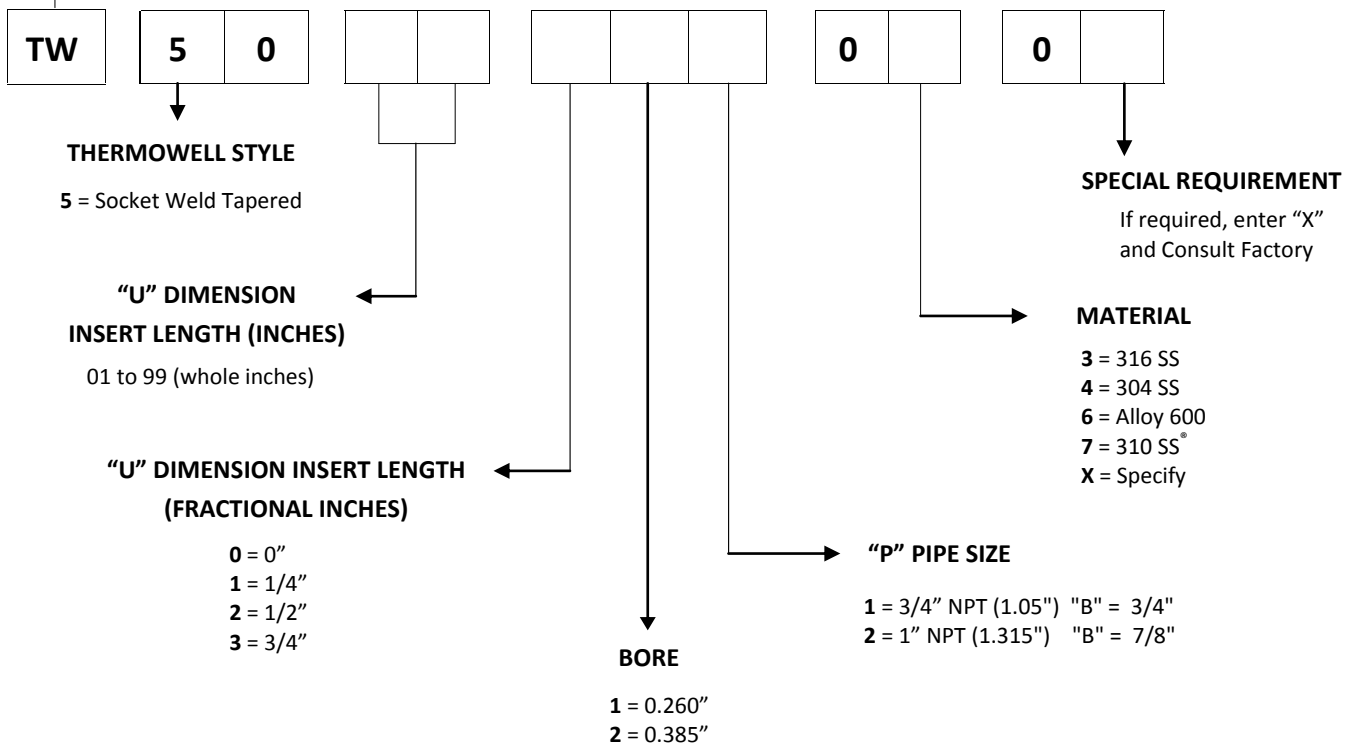 TW 5 0 0 0
THERMOWELL STYLE
5 = Socket Weld Tapered
“U” DIMENSION
INSERT LENGTH (INCHES)
01 to 99 (whole inches)
“U” DIMENSION INSERT LENGTH
(FRACTIONAL INCHES)
0 = 0”
1 = 1/4”
2 = 1/2”
3 = 3/4”
BORE
1 = 0.260”
2 = 0.385”
“P” PIPE SIZE
1 = 3/4” NPT (1.05") "B" = 3/4"
2 = 1” NPT (1.315") "B" = 7/8"
MATERIAL
3 = 316 SS
4 = 304 SS
6 = Alloy 600
7 = 310 SS®
X = Specify
SPECIAL REQUIREMENT
If required, enter “X”
and Consult Factory